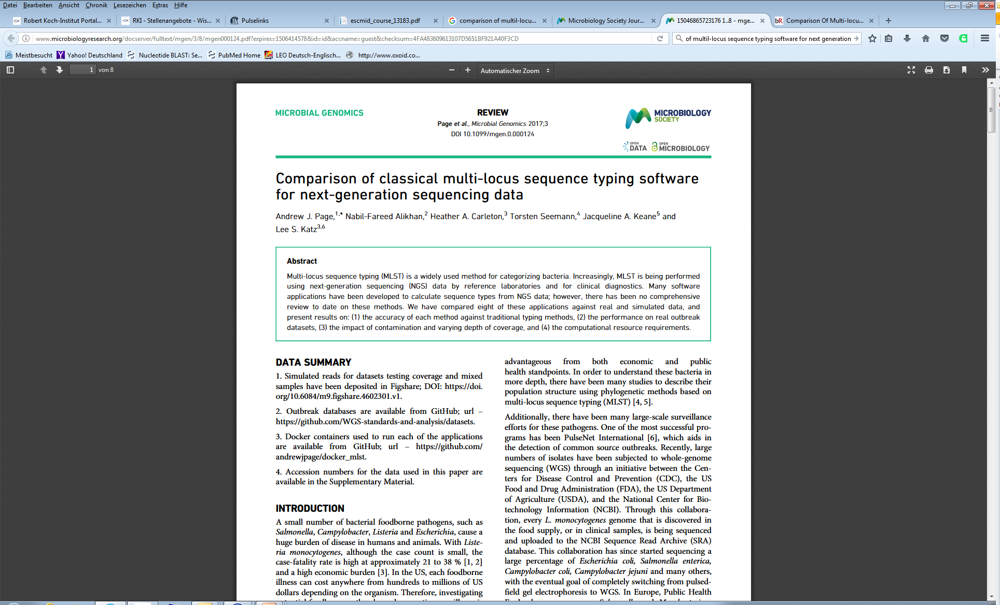 Datei Bearbeiten Ansicht Chronik Lesezeichen Extras Hilfe
Robert Koch-Institut Portal... RKI - Stellenangebote - Wis... Pulselinks escmid_course_13183.pdf comparison of multil-locu... Microbiology Society Jour... 15046865723176 1..8 - mge... Comparison Of Multi-locu...
www.microbiologyresearch.org/docserver/fulltext/mgen/3/8/mgen000124.pdf?expires=1506414578&id=id&accname=guest&checksum=4FA483609613107D5651BF921A40F3CD of multil-locus sequence typing software for next generation
Meistbesucht Yahoo! Deutschland Nucleotide BLAST: Se... PubMed Home LEO Deutsch-Englisch... http://www.oxoid.co...
1 von 8 Automatischer Zoom
MICROBIAL GENOMICS
REVIEW
Page et al., Microbial Genomics 2017;3
DOI 10.1099/mgen.0.000124
MICROBIOLOGY
SOCIETY
OPEN DATA OPEN MICROBIOLOGY
Comparison of classical multi-locus sequence typing software
for next-generation sequencing data
Andrew J. Page,1,* Nabil-Fareed Alikhan,2 Heather A. Carleton,3 Torsten Seemann,4 Jacqueline A. Keane5 and
Lee S. Katz3,6
Abstract
Multi-locus sequence typing (MLST) is a widely used method for categorizing bacteria. Increasingly, MLST is being performed
using next-generation sequencing (NGS) data by reference laboratories and for clinical diagnostics. Many software
applications have been developed to calculate sequence types from NGS data; however, there has been no comprehensive
review to date on these methods. We have compared eight of these applications against real and simulated data, and
present results on: (1) the accuracy of each method against traditional typing methods, (2) the performance on real outbreak
datasets, (3) the impact of contamination and varying depth of coverage, and (4) the computational resource requirements.
DATA SUMMARY
1. Simulated reads for datasets testing coverage and mixed
samples have been deposited in Figshare; DOI: https://doi.
org/10.6084/m9.figshare.4602301.v1.
2. Outbreak databases are available from GitHub; url –
https://github.com/WGS-standards-and-analysis/datasets.
3. Docker containers used to run each of the applications
are available from GitHub; url – https://github.com/
andrewjpage/docker_mlst.
4. Accession numbers for the data used in this paper are
available in the Supplementary Material.
INTRODUCTION
A small number of bacterial foodborne pathogens, such as
Salmonella, Campylobacter, Listeria and Escherichia, cause a
huge burden of disease in humans and animals. With Liste-
ria monocytogenes, although the case count is small, the
case-fatality rate is high at approximately 21 to 38 % [1, 2]
and a high economic burden [3]. In the US, each foodborne
illness can cost anywhere from hundreds to millions of US
dollars depending on the organism. Therefore, investigating
advantageous from both economic and public
health standpoints. In order to understand these bacteria in
more depth, there have been many studies to describe their
population structure using phylogenetic methods based on
multi-locus sequence typing (MLST) [4, 5].
Additionally, there have been many large-scale surveillance
efforts for these pathogens. One of the most successful pro-
grams has been PulseNet International [6], which aids in
the detection of common source outbreaks. Recently, large
numbers of isolates have been subjected to whole-genome
sequencing (WGS) through an initiative between the Cen-
ters for Disease Control and Prevention (CDC), the US
Food and Drug Administration (FDA), the US Department
of Agriculture (USDA), and the National Center for Bio-
technology Information (NCBI). Through this collabora-
tion, every L. monocytogenes genome that is discovered in
the food supply, or in clinical samples, is being sequenced
and uploaded to the NCBI Sequence Read Archive (SRA)
database. This collaboration has since started sequencing a
large percentage of Escherichia coli, Salmonella enterica,
Campylobacter coli, Campylobacter jejuni and many others,
with the eventual goal of completely switching from pulsed-
field gel electrophoresis to WGS. In Europe, Public Health